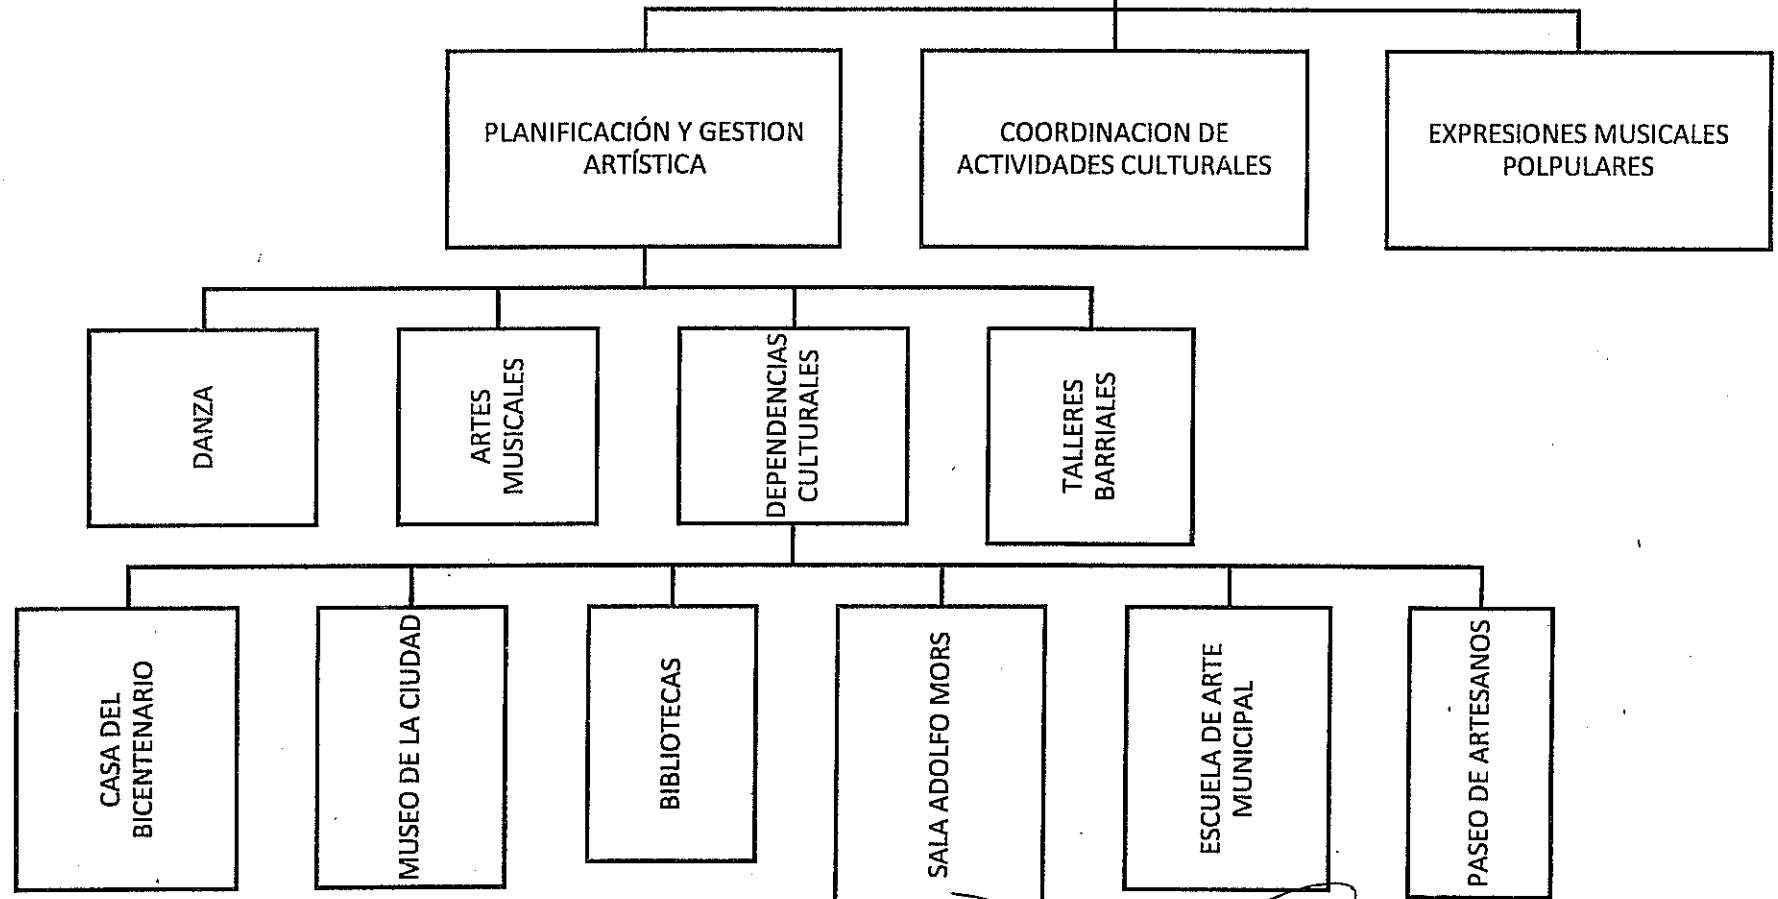 PLANIFICACIÓN Y GESTION
ARTÍSTICA
COORDINACION DE
ACTIVIDADES CULTURALES
EXPRESIONES MUSICALES
POLPULARES
DANZA
ARTES
MUSICALES
DEPENDENCIAS
CULTURALES
TALLERES
BARRIALES
CASA DEL
BICENTENARIO
MUSEO DE LA CIUDAD
BIBLIOTECAS
SALA ADOLFO MORS
ESCUELA DE ARTE
MUNICIPAL
PASEO DE ARTESANOS